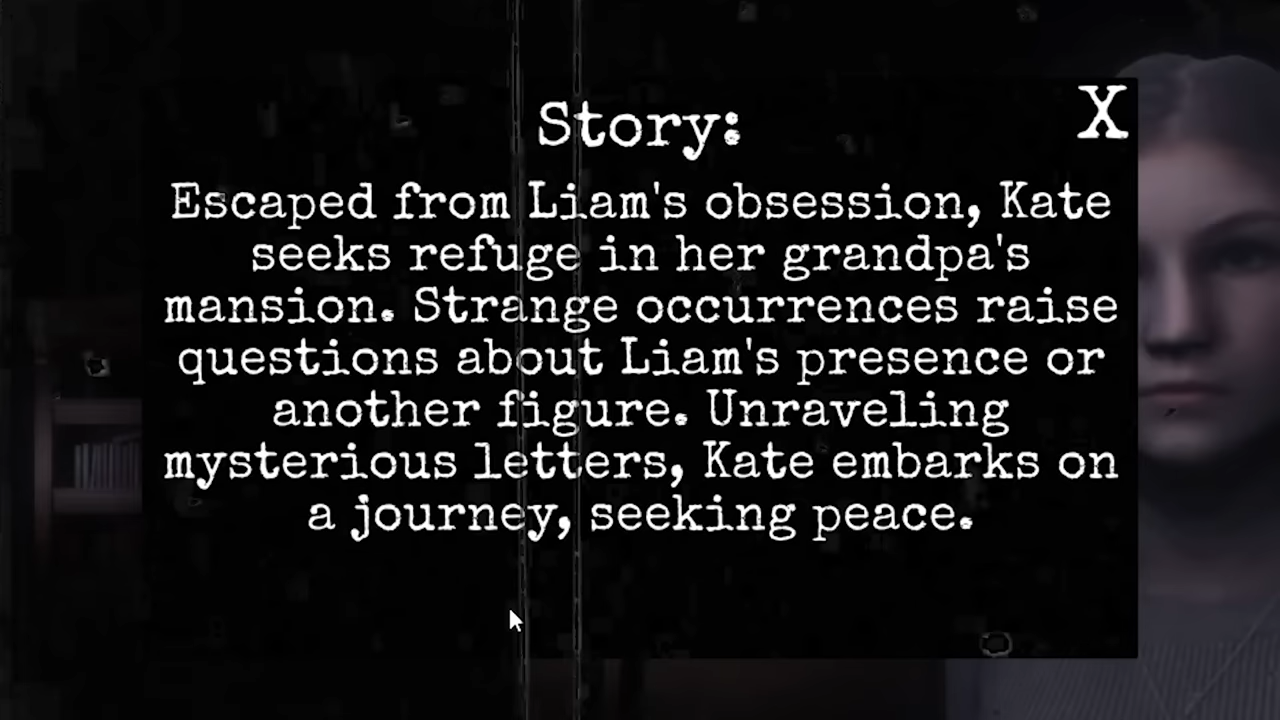 X
Story:
Escaped from Liam's obsession, Kate
seeks refuge in her grandpa's
mansion. Strange occurrences raise
questions about Liam's presence or
another figure. Unraveling
mysterious letters, Kate embarks on
a journey, seeking peace.